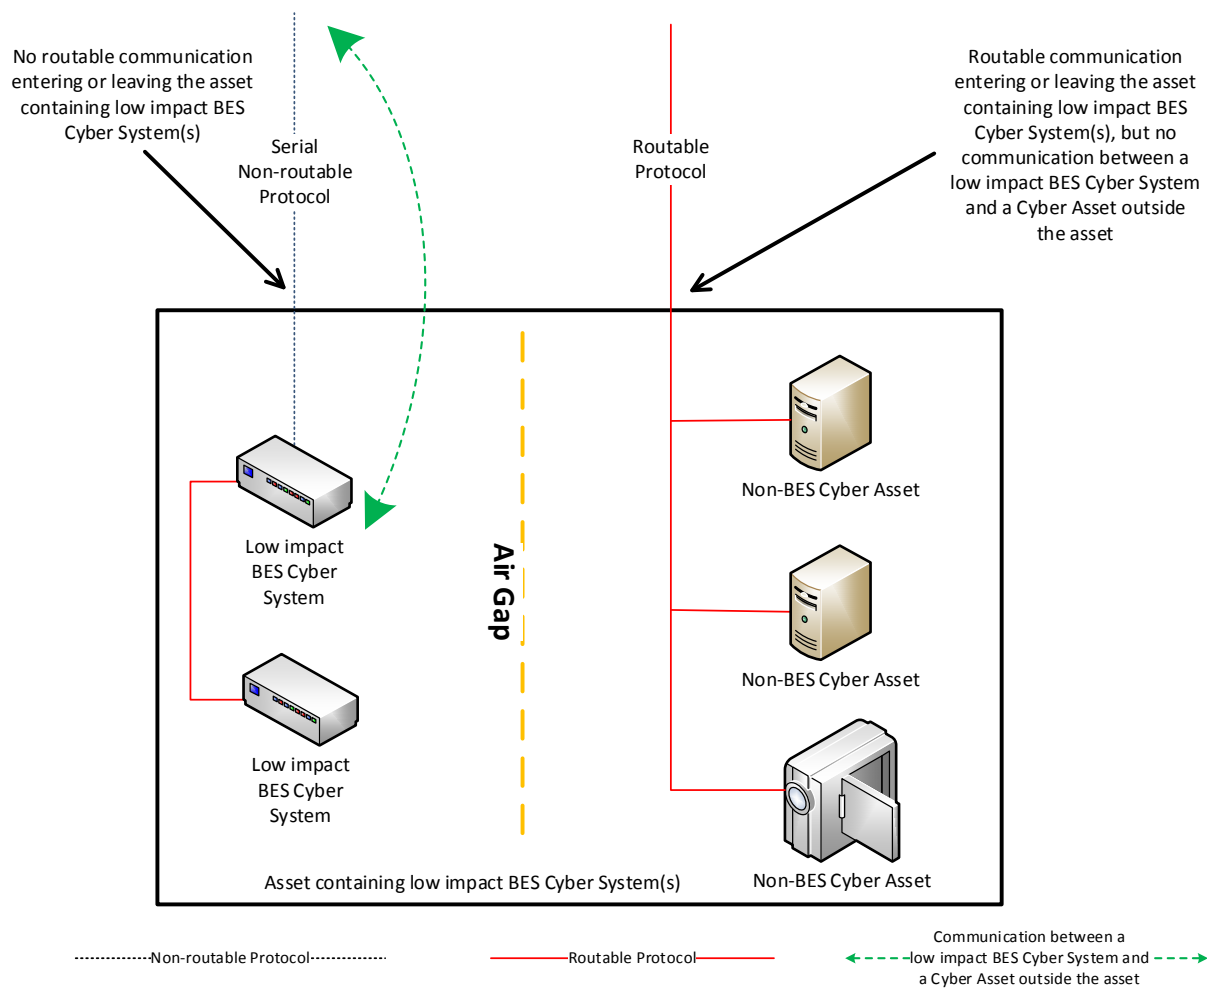 No routable communication
entering or leaving the asset
containing low impact BES
Cyber System(s)
Serial
Non-routable
Protocol
Routable
Protocol
Routable communication
entering or leaving the asset
containing low impact BES
Cyber System(s), but no
communication between a
low impact BES Cyber System
and a Cyber Asset outside
the asset
Low impact
BES Cyber
System
Low impact
BES Cyber
System
Air Gap
Non-BES Cyber Asset
Non-BES Cyber Asset
Non-BES Cyber Asset
Asset containing low impact BES Cyber System(s)
Non-routable Protocol
Routable Protocol
Communication between a
low impact BES Cyber System and
a Cyber Asset outside the asset